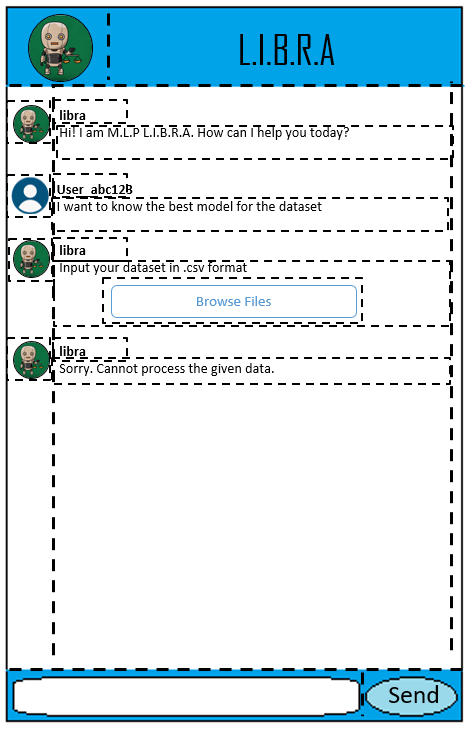 L.I.B.R.A
libra
Hi! I am M.L.P L.I.B.R.A. How can I help you today?
User_abc123
I want to know the best model for the dataset
libra
Input your dataset in .csv format
Browse Files
libra
Sorry. Cannot process the given data.
Send